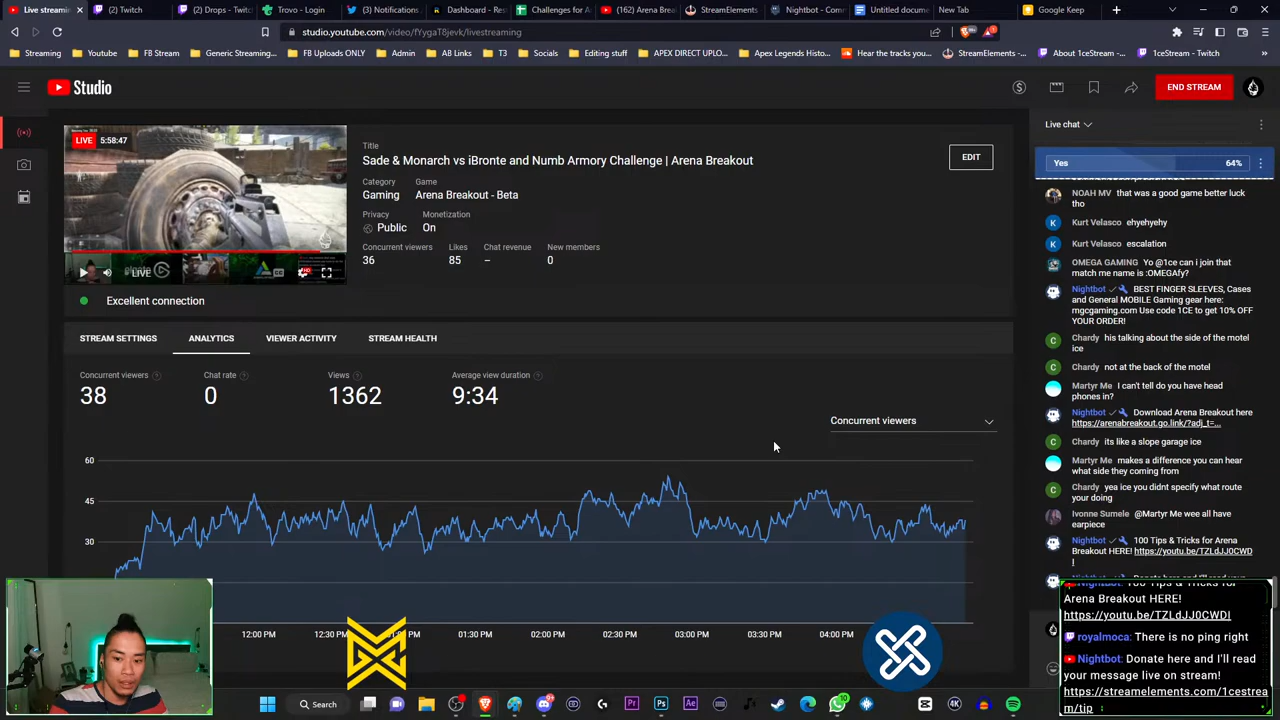 Live streami
(2) Twitch
(2) Drops - Twitc
Trovo - Login
(3) Notifications
Dashboard - Res
Challenges for A
(162) Arena Brea
StreamElements
Nightbot - Comm
Untitled docume
New Tab
Google Keep
studio.youtube.com/video/fYygaT8jevk/livestreaming
Streaming
Youtube
FB Stream
Generic Streaming...
FB Uploads ONLY
Admin
AB Links
T3
Socials
Editing stuff
APEX DIRECT UPLO...
Apex Legends Histo...
Hear the tracks you...
StreamElements - 1...
About 1ceStream -...
1ceStream - Twitch
Studio
END STREAM
LIVE 5:58:47
Title
Sade & Monarch vs iBronte and Numb Armory Challenge | Arena Breakout
EDIT
Category Game
Gaming Arena Breakout - Beta
Privacy Monetization
Public On
Concurrent viewers Likes Chat revenue New members
36 85 – 0
LIVE
Excellent connection
STREAM SETTINGS ANALYTICS VIEWER ACTIVITY STREAM HEALTH
Concurrent viewers Chat rate Views Average view duration
38 0 1362 9:34
Concurrent viewers
60
45
30
12:00 PM 12:30 PM 01:30 PM 02:00 PM 02:30 PM 03:00 PM 03:30 PM 04:00 PM
Live chat
Yes 64%
NOAH MV that was a good game better luck
tho
Kurt Velasco ehyehyehy
Kurt Velasco escalation
OMEGA GAMING Yo @1ce can i join that
match me name is :OMEGAfy?
Nightbot BEST FINGER SLEEVES, Cases
and General MOBILE Gaming gear here:
mgcgaming.com Use code 1CE to get 10% OFF
YOUR ORDER!
Chardy his talking about the side of the motel
ice
Chardy not at the back of the motel
Martyr Me I can't tell do you have head
phones in?
Nightbot Download Arena Breakout here
https://arenabreakout.go.link/?adj_t=...
Chardy its like a slope garage ice
Martyr Me makes a difference you can hear
what side they coming from
Chardy yea ice you didnt specify what route
your doing
Ivonne Sumele @Martyr Me wee all have
earpiece
Nightbot 100 Tips & Tricks for Arena
Breakout HERE! https://youtu.be/TZLdJJ0CWDI
!
Nightbot: 100 Tips & Tricks for
Arena Breakout HERE!
https://youtu.be/TZLdJJ0CWDI
royalmoca: There is no ping right
Nightbot: Donate here and I'll read
your message live on stream!
https://streamelements.com/1cestrea
m/tip
Search